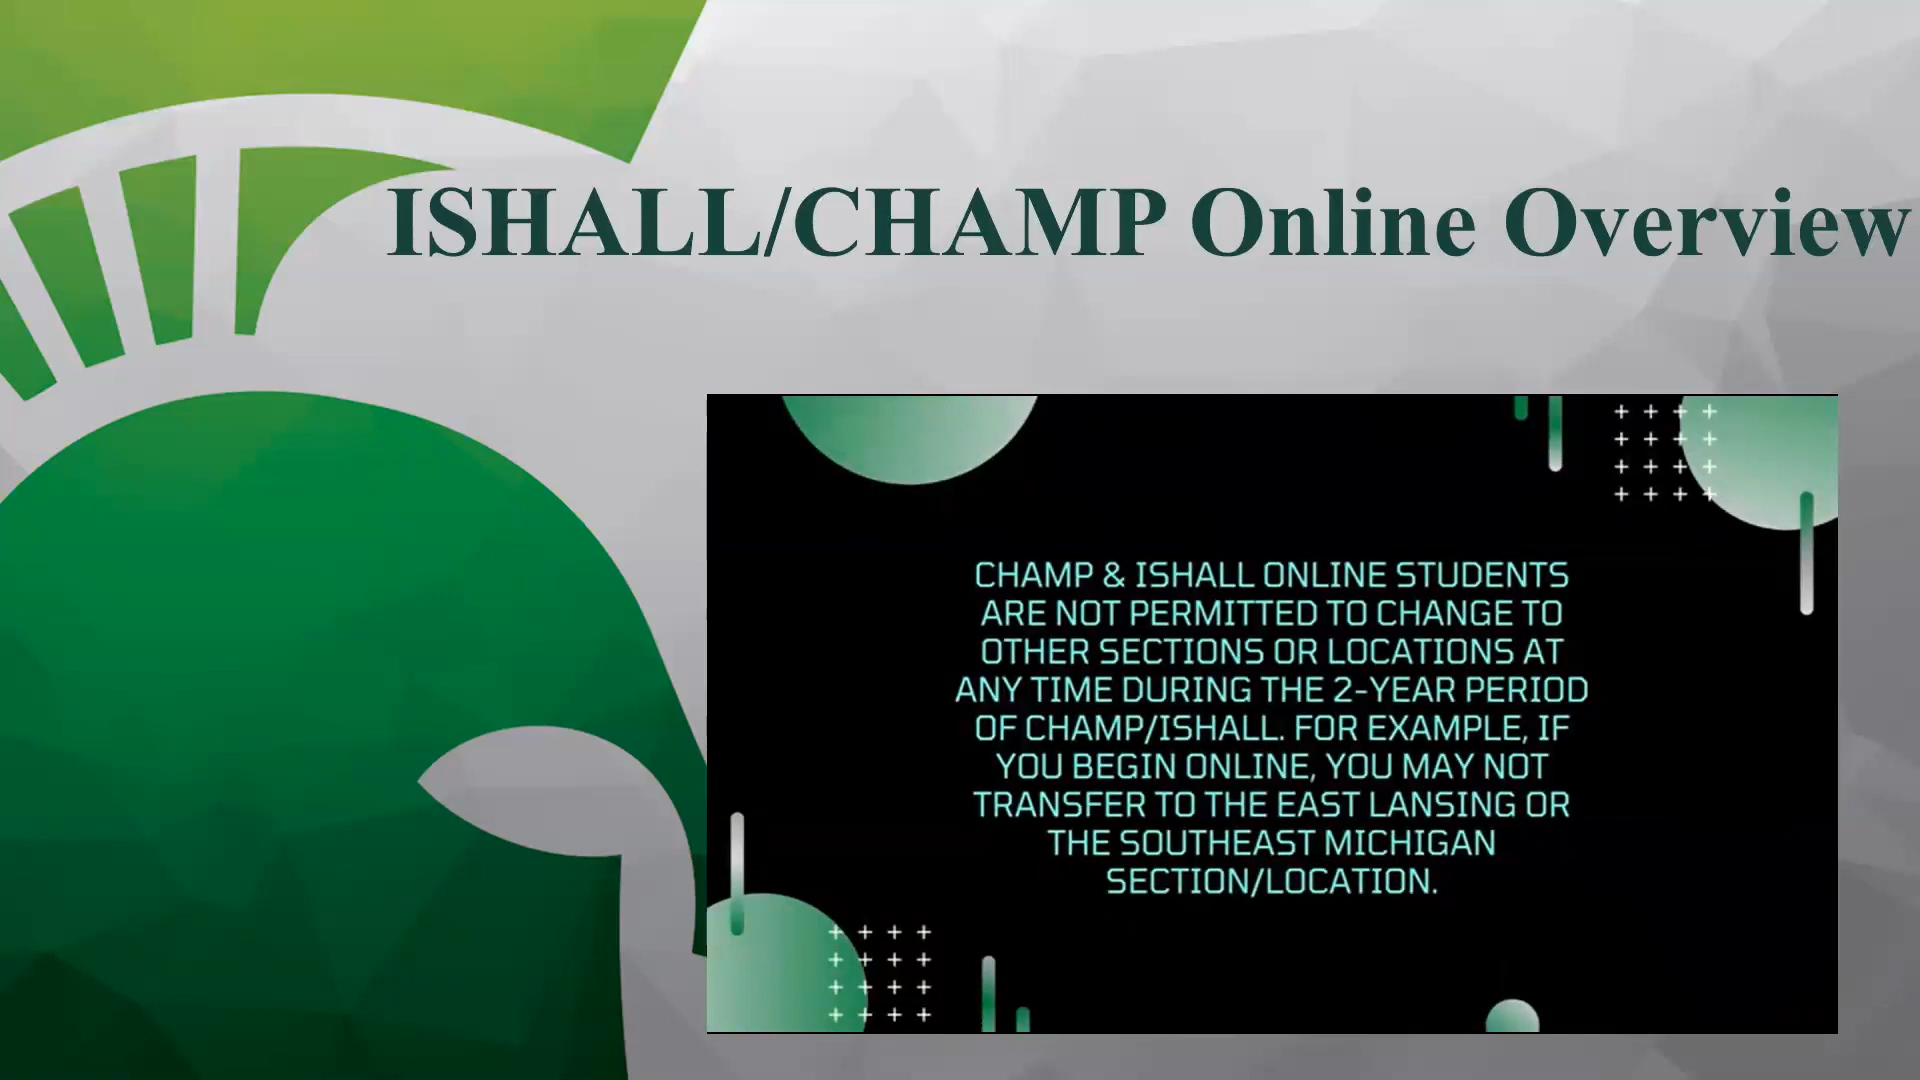 ISHALL/CHAMP Online Overview
CHAMP & ISHALL ONLINE STUDENTS
ARE NOT PERMITTED TO CHANGE TO
OTHER SECTIONS OR LOCATIONS AT
ANY TIME DURING THE 2-YEAR PERIOD
OF CHAMP/ISHALL. FOR EXAMPLE, IF
YOU BEGIN ONLINE, YOU MAY NOT
TRANSFER TO THE EAST LANSING OR
THE SOUTHEAST MICHIGAN
SECTION/LOCATION.